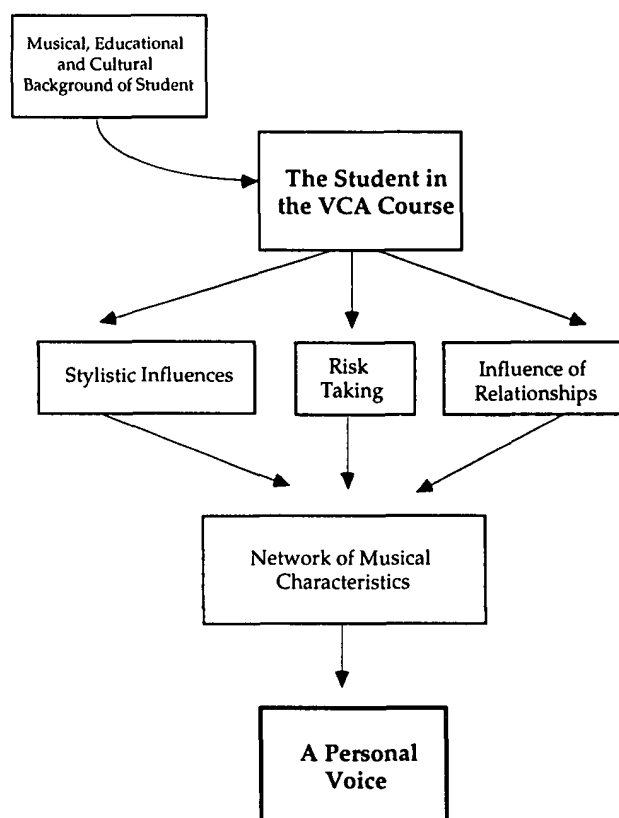 Musical, Educational
and Cultural
Background of Student
The Student in
the VCA Course
Stylistic Influences
Risk
Taking
Influence of
Relationships
Network of Musical
Characteristics
A Personal
Voice